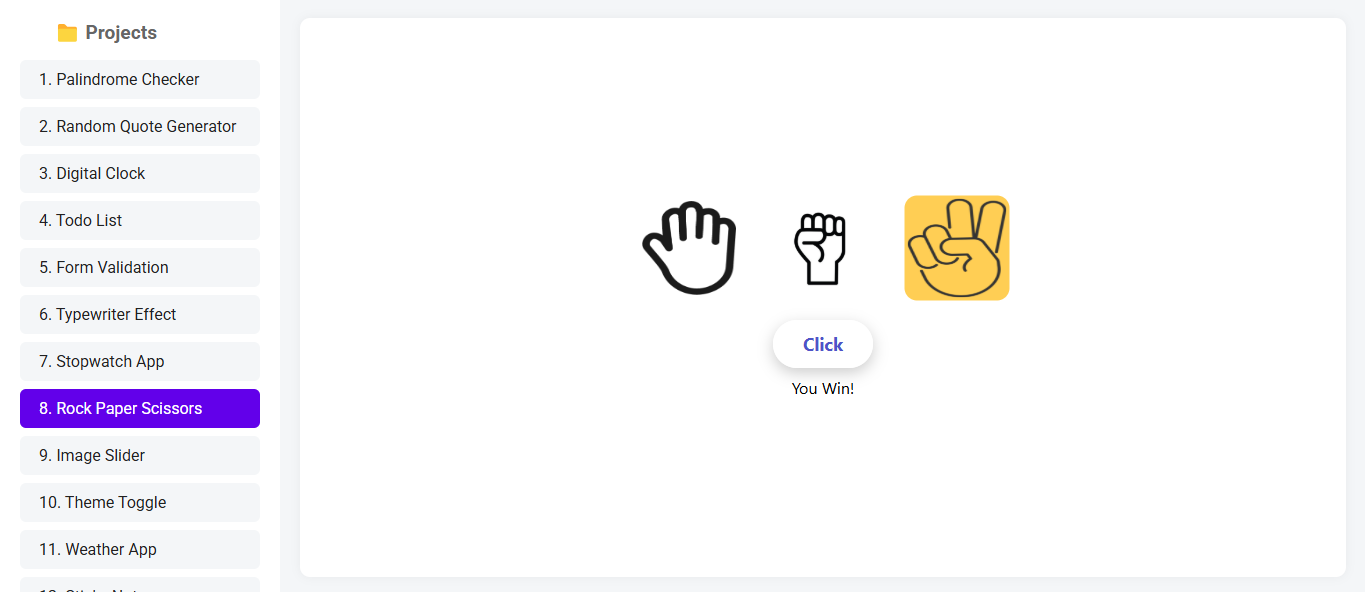 Projects
1. Palindrome Checker
2. Random Quote Generator
3. Digital Clock
4. Todo List
5. Form Validation
6. Typewriter Effect
7. Stopwatch App
8. Rock Paper Scissors
9. Image Slider
10. Theme Toggle
11. Weather App
Click
You Win!